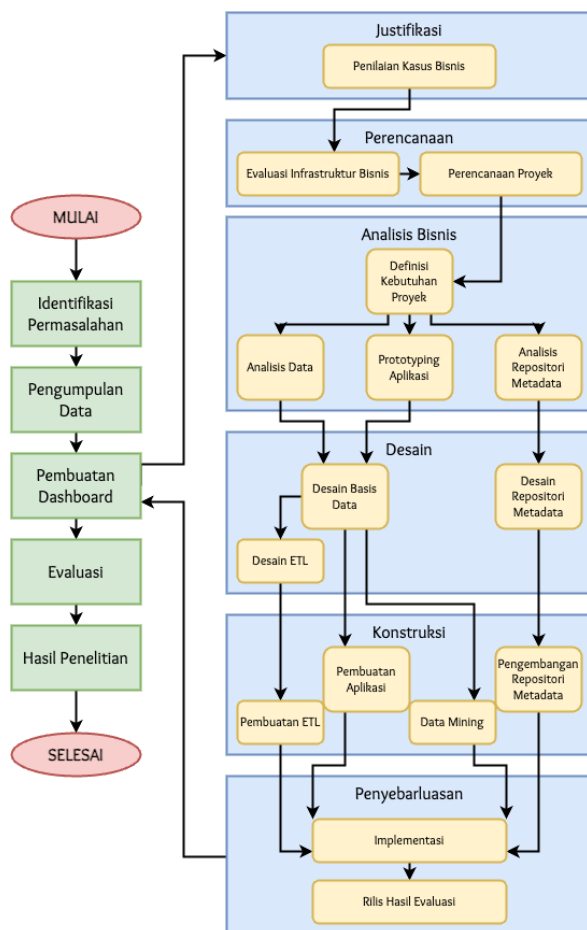 MULAI
Identifikasi
Permasalahan
Pengumpulan
Data
Pembuatan
Dashboard
Evaluasi
Hasil Penelitian
SELESAI
Justifikasi
Penilaian Kasus Bisnis
Perencanaan
Evaluasi Infrastruktur Bisnis
Perencanaan Proyek
Analisis Bisnis
Definisi
Kebutuhan
Proyek
Analisis Data
Prototyping
Aplikasi
Analisis
Repositori
Metadata
Desain
Desain Basis
Data
Desain
Repositori
Metadata
Desain ETL
Konstruksi
Pembuatan
Aplikasi
Pengembangan
Repositori
Metadata
Pembuatan ETL
Data Mining
Penyebarluasan
Implementasi
Rilis Hasil Evaluasi